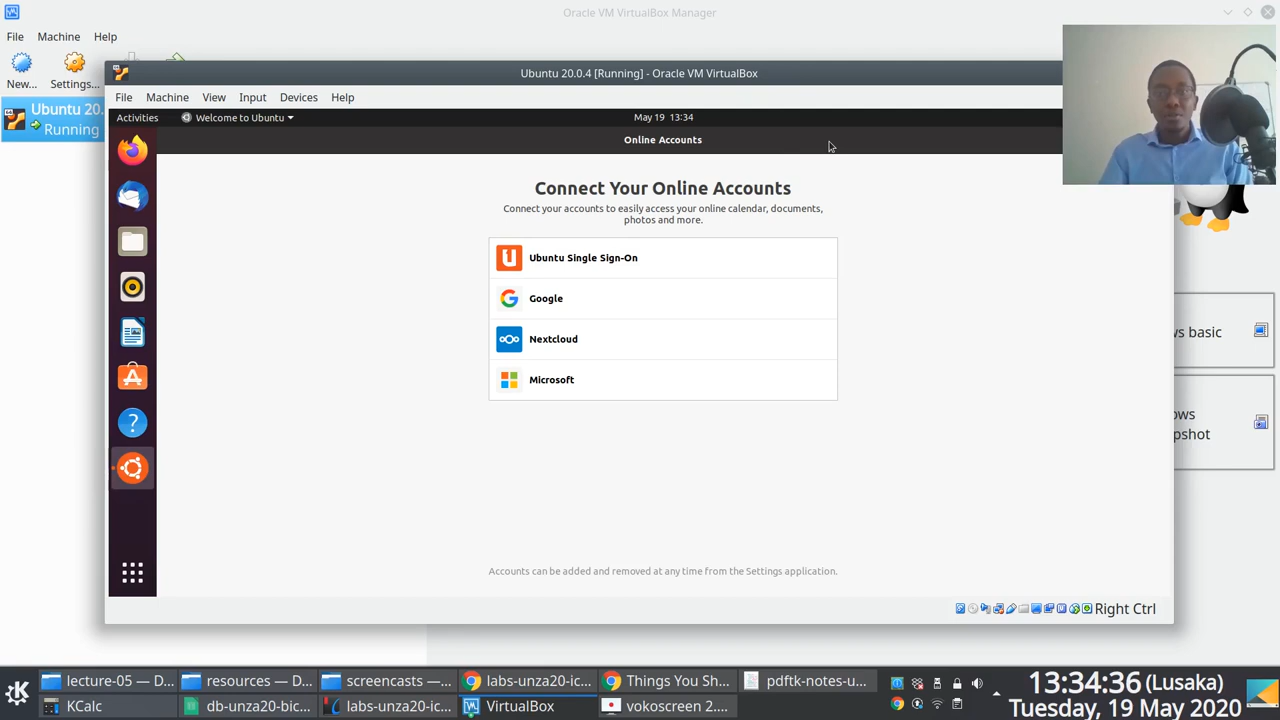 Oracle VM VirtualBox Manager
File Machine Help
New... Settings...
Ubuntu 20.
Running
Ubuntu 20.0.4 [Running] - Oracle VM VirtualBox
File Machine View Input Devices Help
Activities Welcome to Ubuntu May 19 13:34
Online Accounts
Connect Your Online Accounts
Connect your accounts to easily access your online calendar, documents,
photos and more.
Ubuntu Single Sign-On
Google
Nextcloud
Microsoft
Accounts can be added and removed at any time from the Settings application.
ws basic
ows
pshot
Right Ctrl
lecture-05 — D... resources — D... screencasts —... labs-unza20-ic... Things You Sh... pdftk-notes-u...
KCalc db-unza20-bic... labs-unza20-ic... VirtualBox vokoscreen 2....
13:34:36 (Lusaka)
Tuesday, 19 May 2020